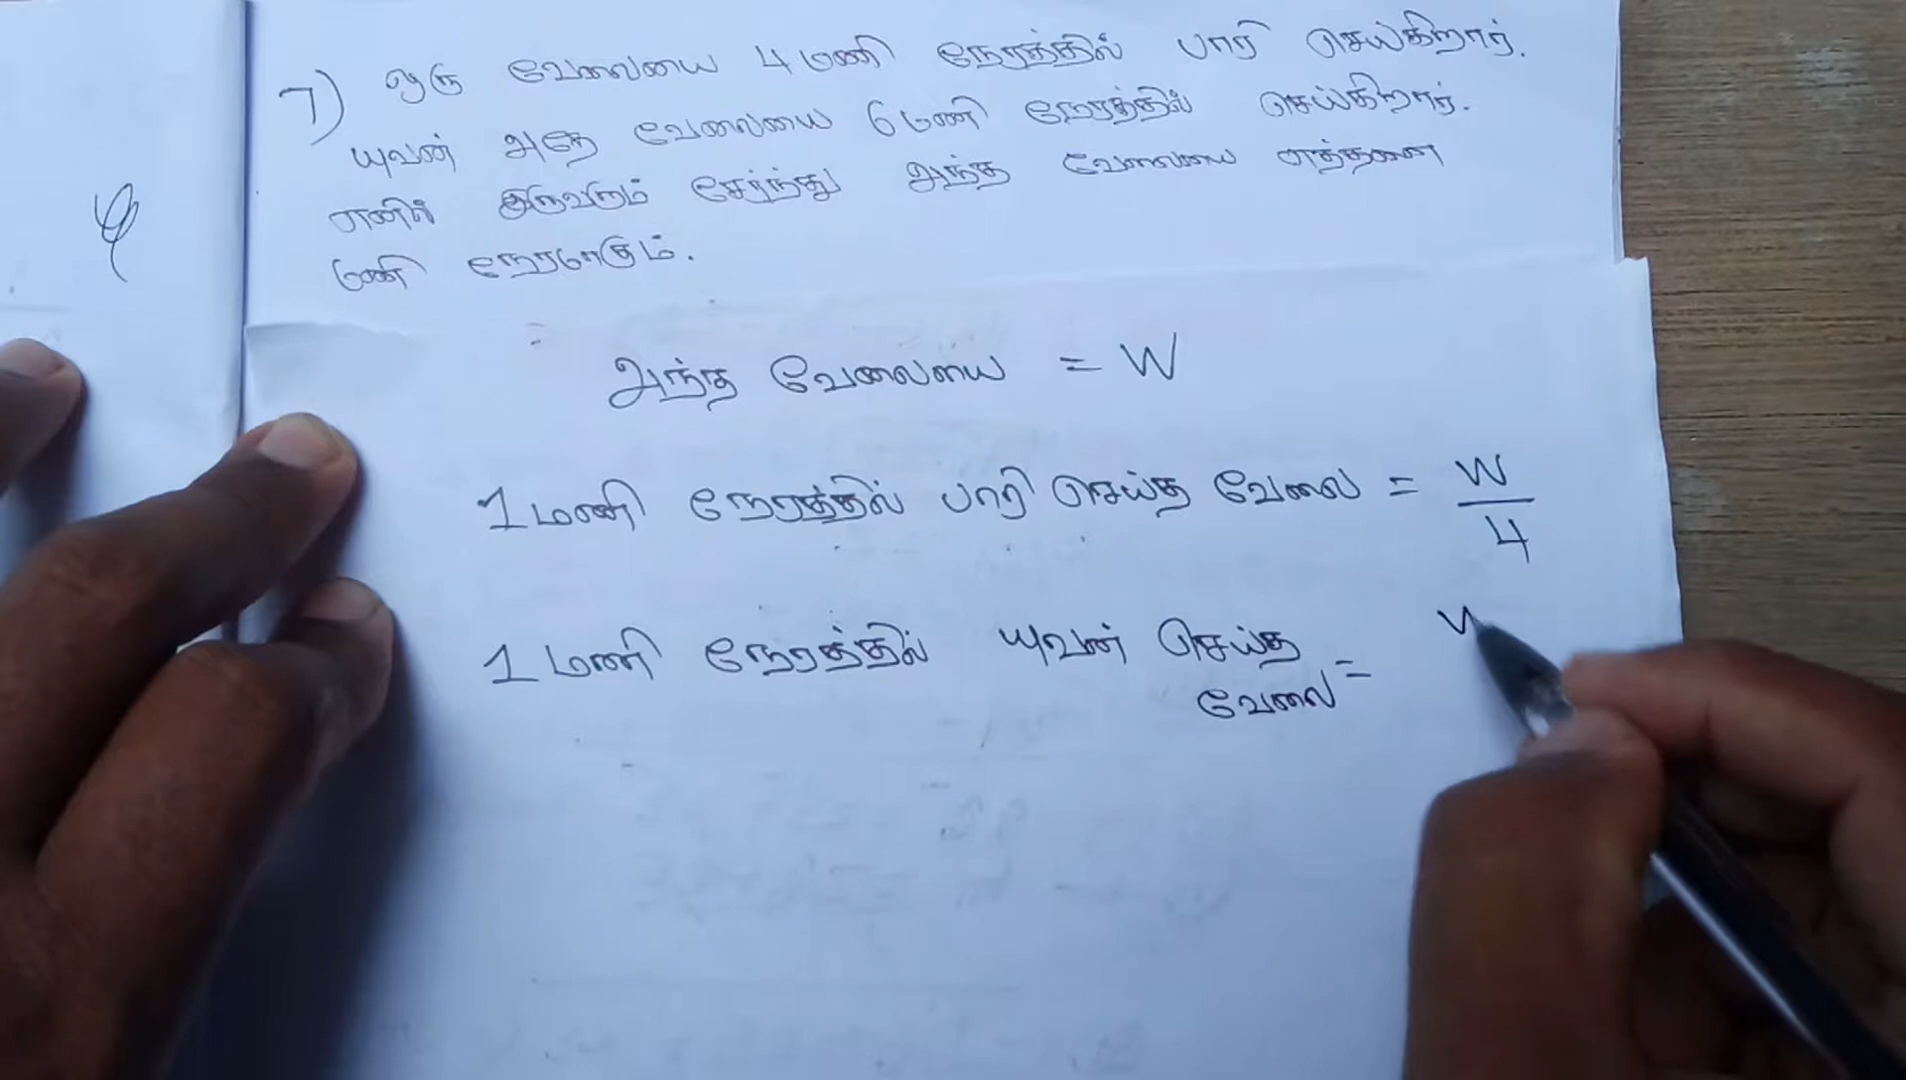 7) ஒரு வேலையை 4 மணி நேரத்தில் பாரி செய்கிறார்.
யுவன் அதே வேலையை 6 மணி நேரத்தில் செய்கிறார்.
எனில் இருவரும் சேர்ந்து அந்த வேலையை எத்தனை
மணி நேரமாகும்.
அந்த வேலையை = W
1 மணி நேரத்தில் பாரி செய்த வேலை = W
4
1 மணி நேரத்தில் யுவன் செய்த
வேலை =